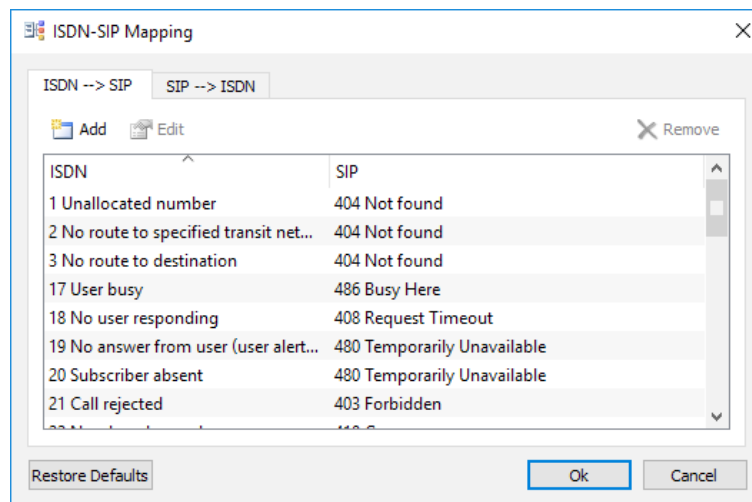 ISDN-SIP Mapping
ISDN --> SIP
SIP --> ISDN
Add
Edit
Remove
ISDN SIP
1 Unallocated number 404 Not found
2 No route to specified transit net... 404 Not found
3 No route to destination 404 Not found
17 User busy 486 Busy Here
18 No user responding 408 Request Timeout
19 No answer from user (user alert... 480 Temporarily Unavailable
20 Subscriber absent 480 Temporarily Unavailable
21 Call rejected 403 Forbidden
Restore Defaults
Ok
Cancel